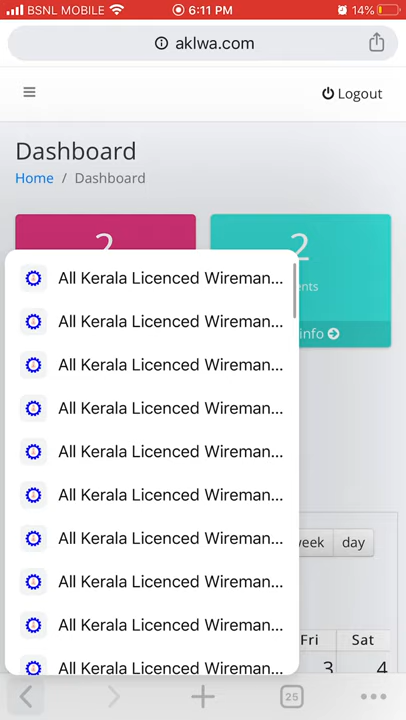 BSNL MOBILE 6:11 PM 14%
aklwa.com
Logout
Dashboard
Home / Dashboard
2 2
All Kerala Licenced Wireman...
ents
All Kerala Licenced Wireman...
info
All Kerala Licenced Wireman...
All Kerala Licenced Wireman...
All Kerala Licenced Wireman...
All Kerala Licenced Wireman...
All Kerala Licenced Wireman...
eek day
All Kerala Licenced Wireman...
All Kerala Licenced Wireman...
Fri Sat
All Kerala Licenced Wireman...
3 4
25